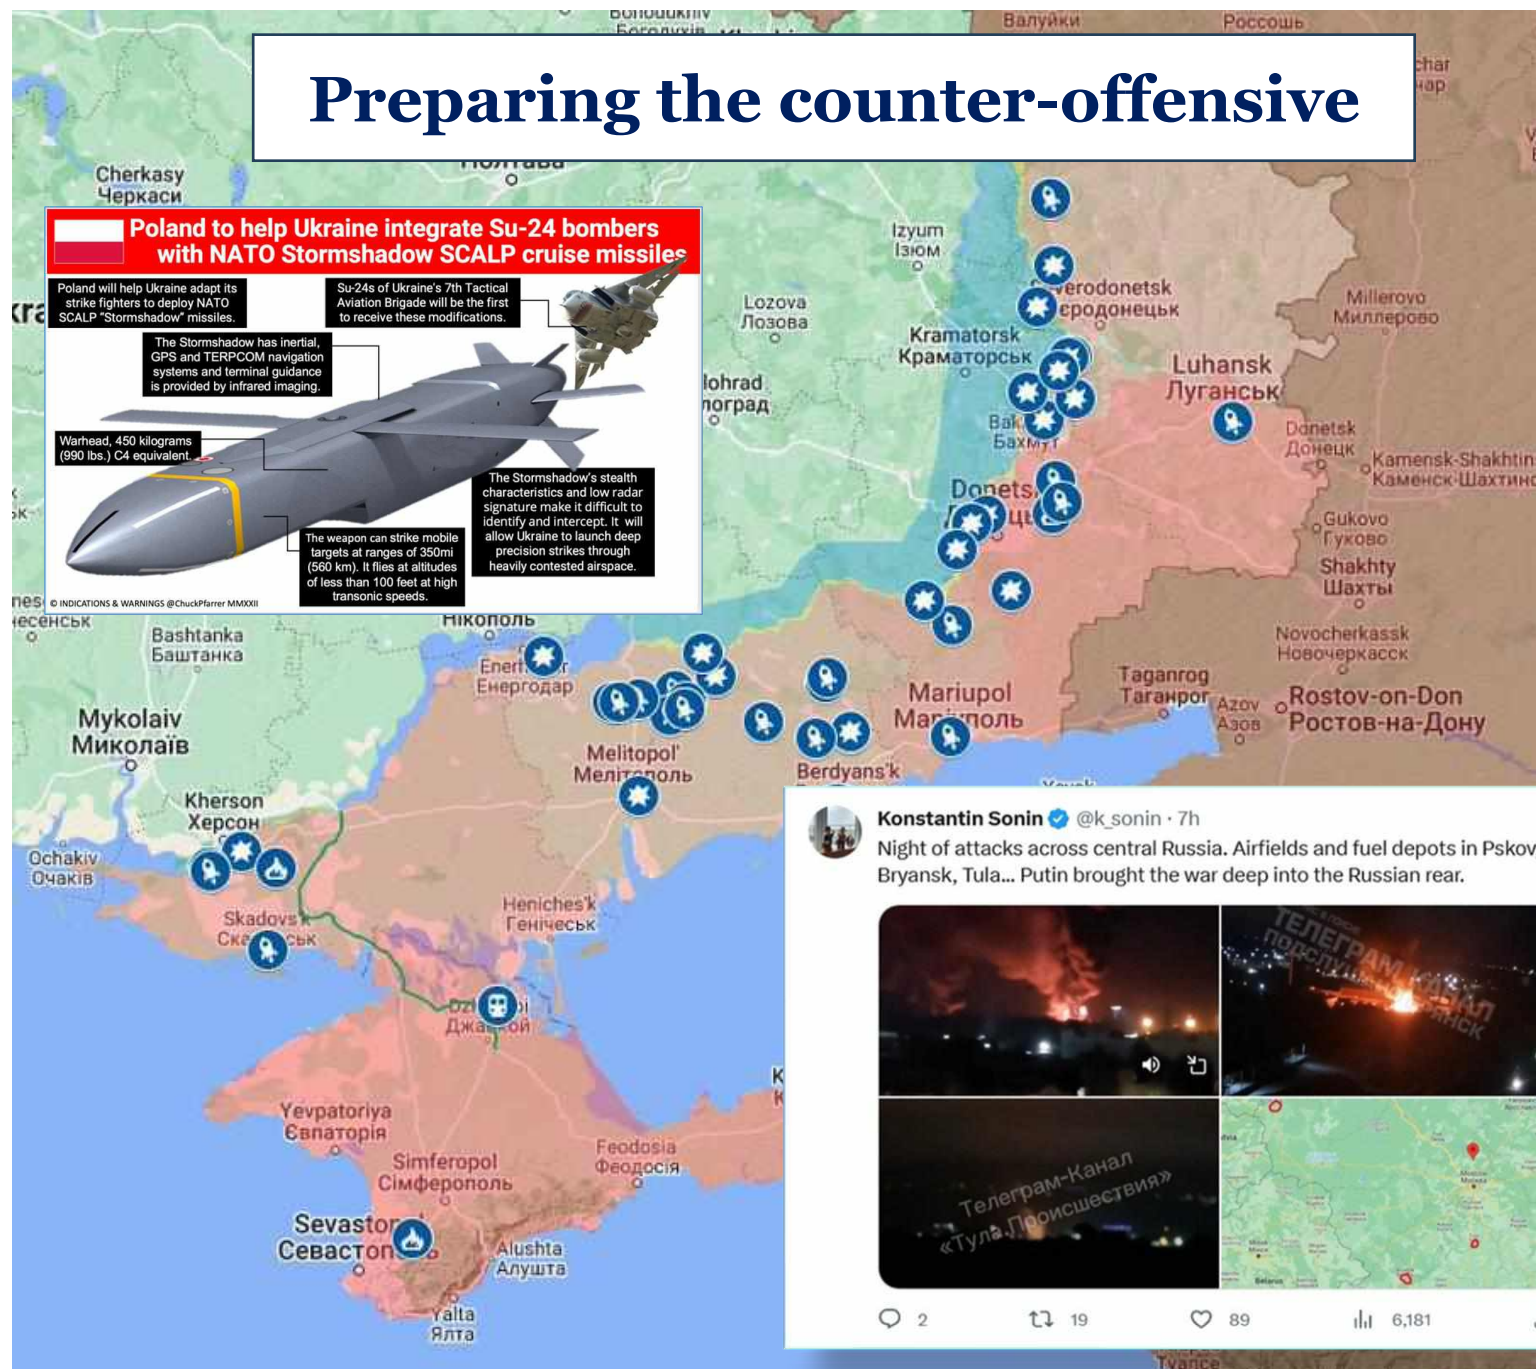 Preparing the counter-offensive
Валуйки
Россошь
Cherkasy
Черкаси
Poland to help Ukraine integrate Su-24 bombers
with NATO Stormshadow SCALP cruise missiles
Poland will help Ukraine adapt its
strike fighters to deploy NATO
SCALP "Stormshadow" missiles.
Su-24s of Ukraine's 7th Tactical
Aviation Brigade will be the first
to receive these modifications.
The Stormshadow has inertial,
GPS and TERPCOM navigation
systems and terminal guidance
is provided by infrared imaging.
Warhead, 450 kilograms
(990 lbs.) C4 equivalent.
The Stormshadow's stealth
characteristics and low radar
signature make it difficult to
identify and intercept. It will
allow Ukraine to launch deep
precision strikes through
heavily contested airspace.
The weapon can strike mobile
targets at ranges of 350mi
(560 km). It flies at altitudes
of less than 100 feet at high
transonic speeds.
© INDICATIONS & WARNINGS @ChuckPfarrer MMXXII
Izyum
Ізюм
Lozova
Лозова
Kramatorsk
Краматорськ
Millerovo
Миллерово
Luhansk
Луганськ
Donetsk
Донецк
Kamensk-Shakhtin
Каменск-Шахтинс
Gukovo
Гуково
Shakhty
Шахты
Novocherkassk
Новочеркасск
Taganrog
Таганрог
Azov
Азов
Rostov-on-Don
Ростов-на-Дону
Bashtanka
Баштанка
Нікополь
Енергодар
Mykolaiv
Миколаїв
Melitopol'
Mariupol
Berdyans'k
Kherson
Херсон
Ochakiv
Очаків
Heniches'k
Генічеськ
Yevpatoriya
Євпаторія
Simferopol
Сімферополь
Feodosia
Феодосія
Alushta
Алушта
Yalta
Ялта
Konstantin Sonin @k_sonin · 7h
Night of attacks across central Russia. Airfields and fuel depots in Pskov
Bryansk, Tula... Putin brought the war deep into the Russian rear.
ТЕЛЕГРАМ КАНАЛ
Телеграм-Канал
«Тула.Происшествия»
2
19
89
6,181